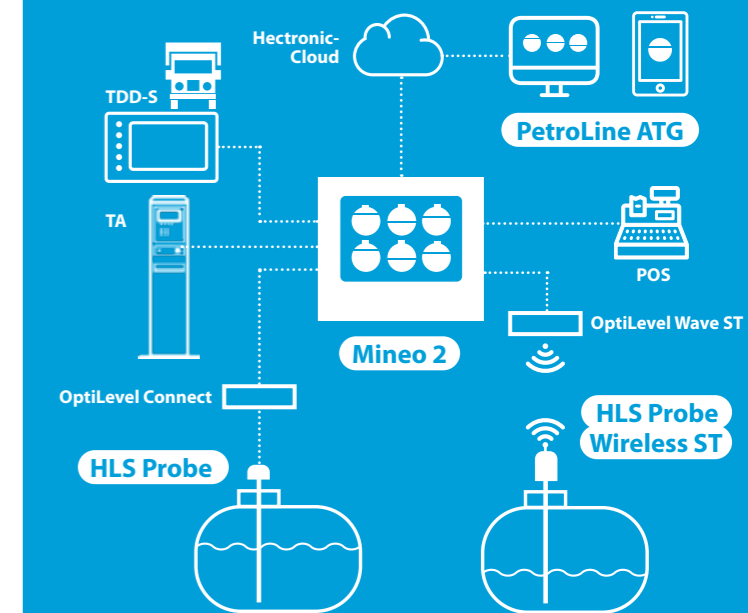 Hectronic-
Cloud
TDD-S
PetroLine ATG
TA
POS
OptiLevel Wave ST
Mineo 2
OptiLevel Connect
HLS Probe
Wireless ST
HLS Probe